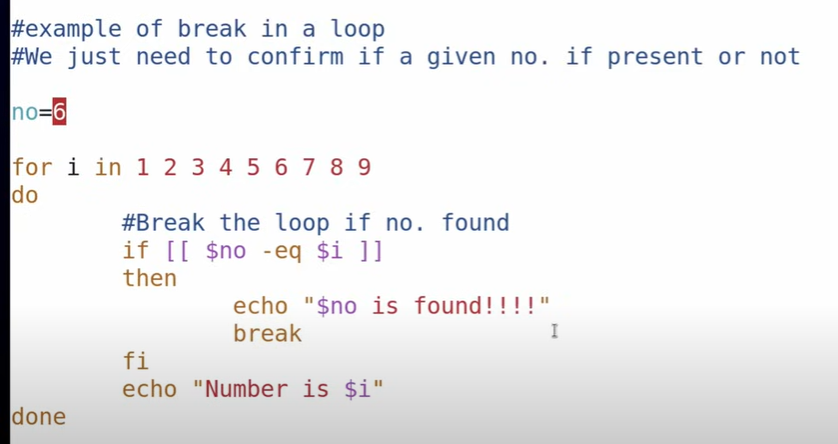 #example of break in a loop
#We just need to confirm if a given no. if present or not
no=6
for i in 1 2 3 4 5 6 7 8 9
do
#Break the loop if no. found
if [[ $no -eq $i ]]
then
echo "$no is found!!!!"
break
fi
echo "Number is $i"
done